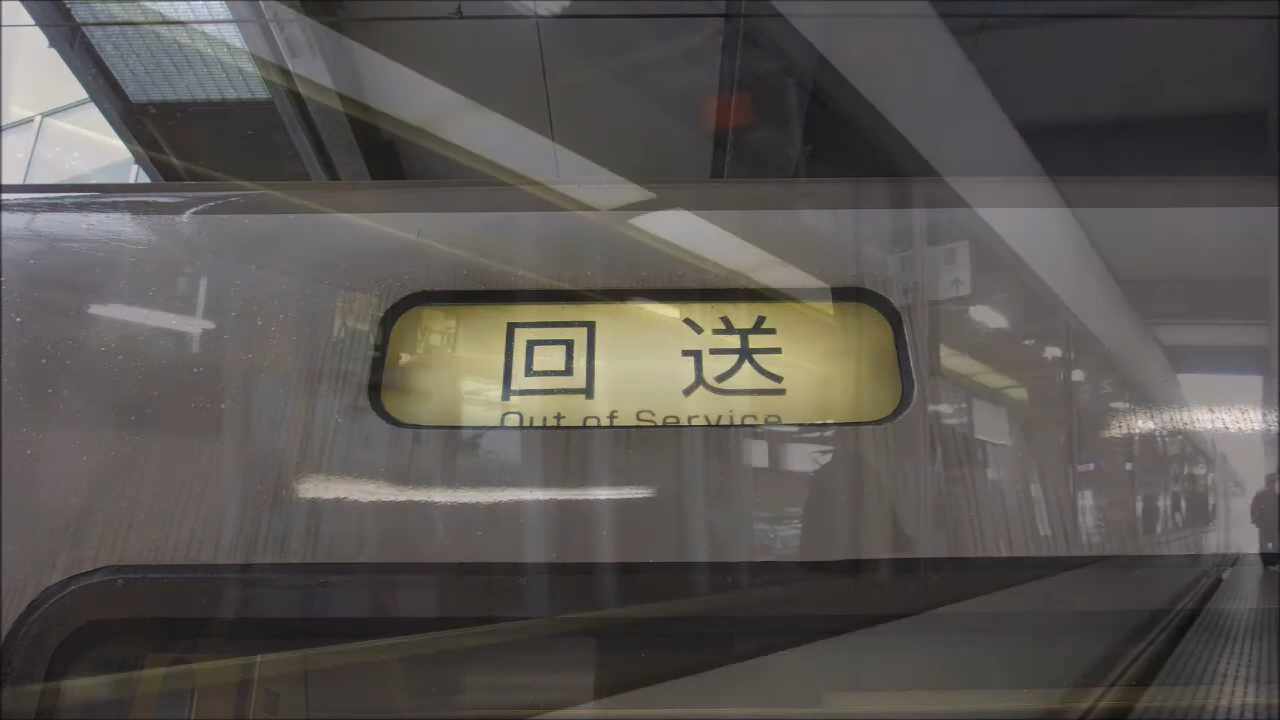 回送
Out of Service